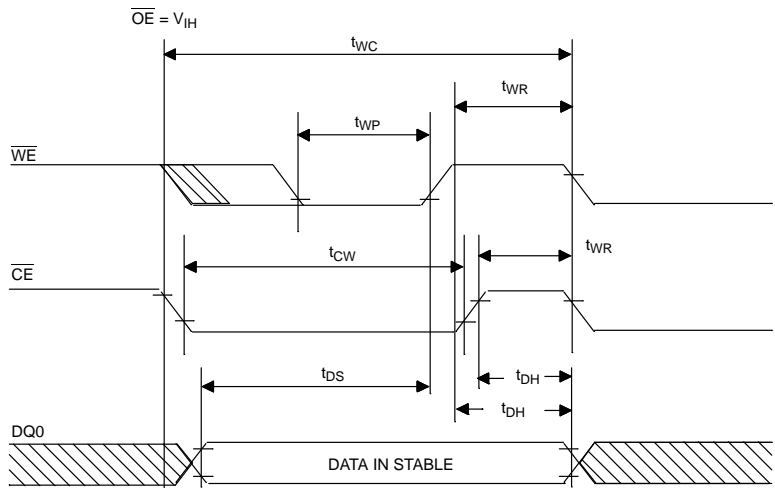 OE = VIH
tWC
tWR
tWP
WE
tCW
tWR
CE
tDS
tDH
tDH
DQ0
DATA IN STABLE